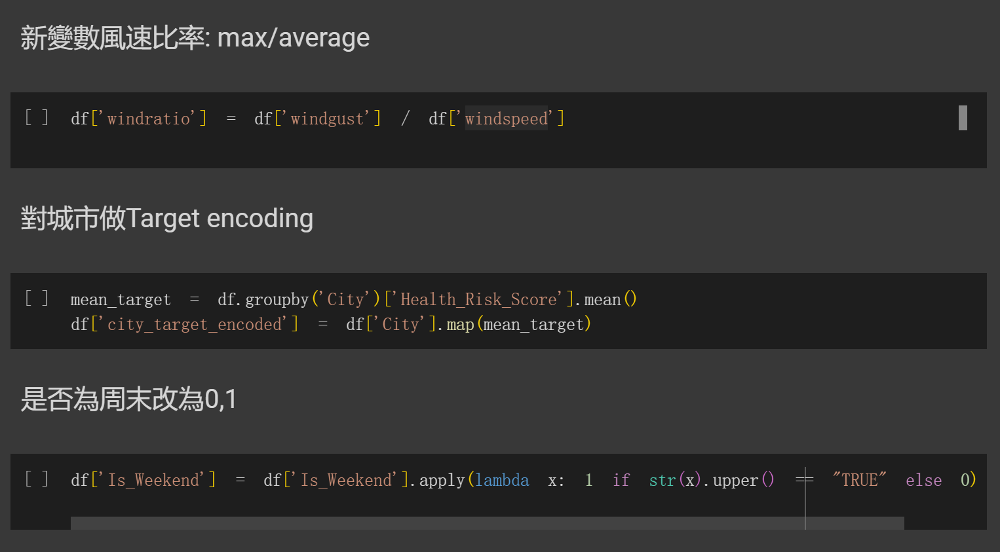 新變數風速比率: max/average
[ ] df['windratio'] = df['windgust'] / df['windspeed']
對城市做Target encoding
[ ] mean_target = df.groupby('City')['Health_Risk_Score'].mean()
df['city_target_encoded'] = df['City'].map(mean_target)
是否為周末改為0,1
[ ] df['Is_Weekend'] = df['Is_Weekend'].apply(lambda x: 1 if str(x).upper() == "TRUE" else 0)